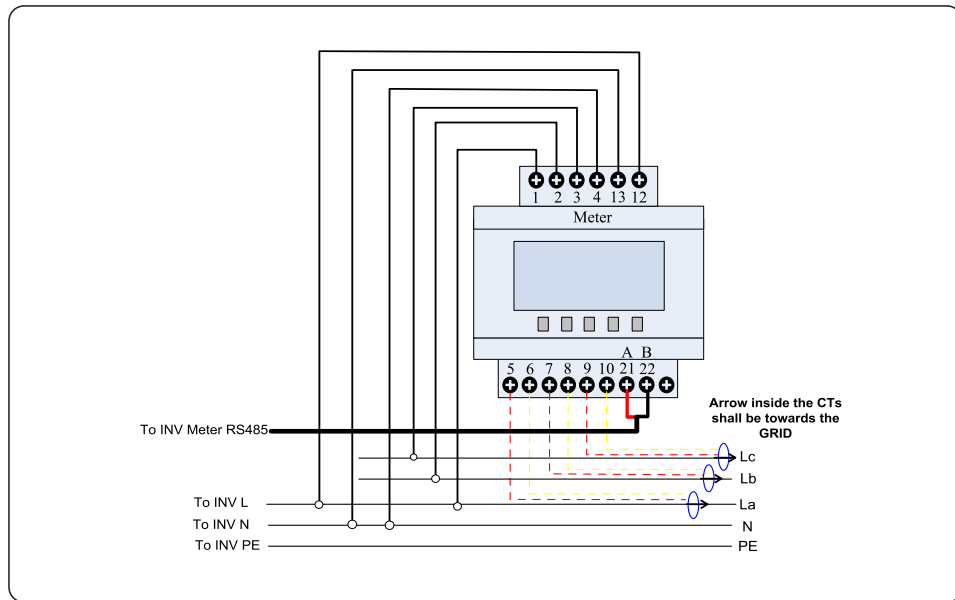 1 2 3 4 13 12
Meter
A B
5 6 7 8 9 10 21 22
Arrow inside the CTs
shall be towards the
GRID
To INV Meter RS485
Lc
Lb
To INV L
La
To INV N
N
To INV PE
PE